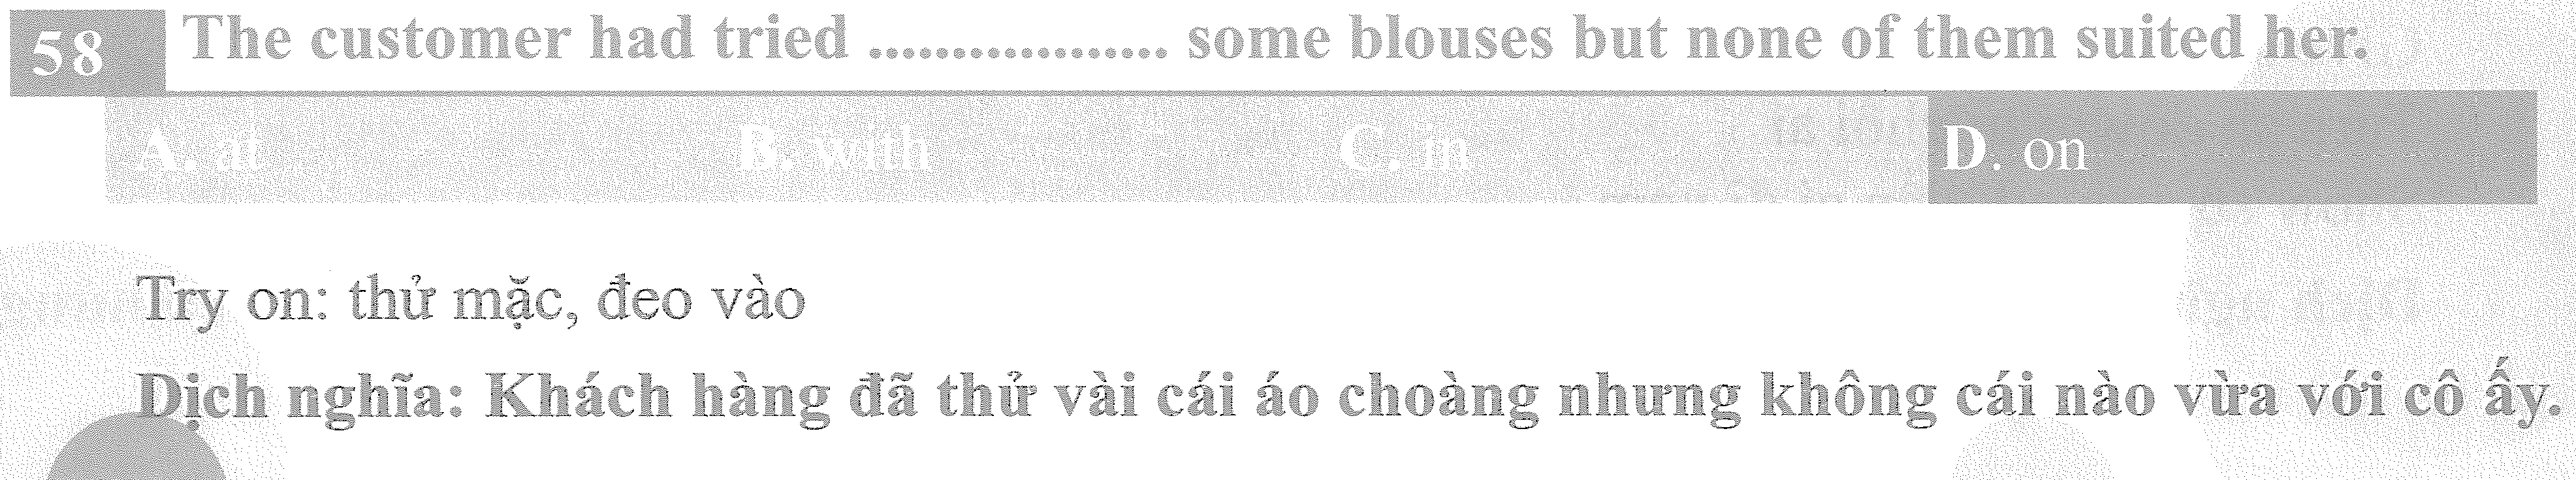 58 The customer had tried ................. some blouses but none of them suited her.
A. at B. with C. in D. on
Try on: thử mặc, đeo vào
Dịch nghĩa: Khách hàng đã thử vài cái áo choàng nhưng không cái nào vừa với cô ấy.